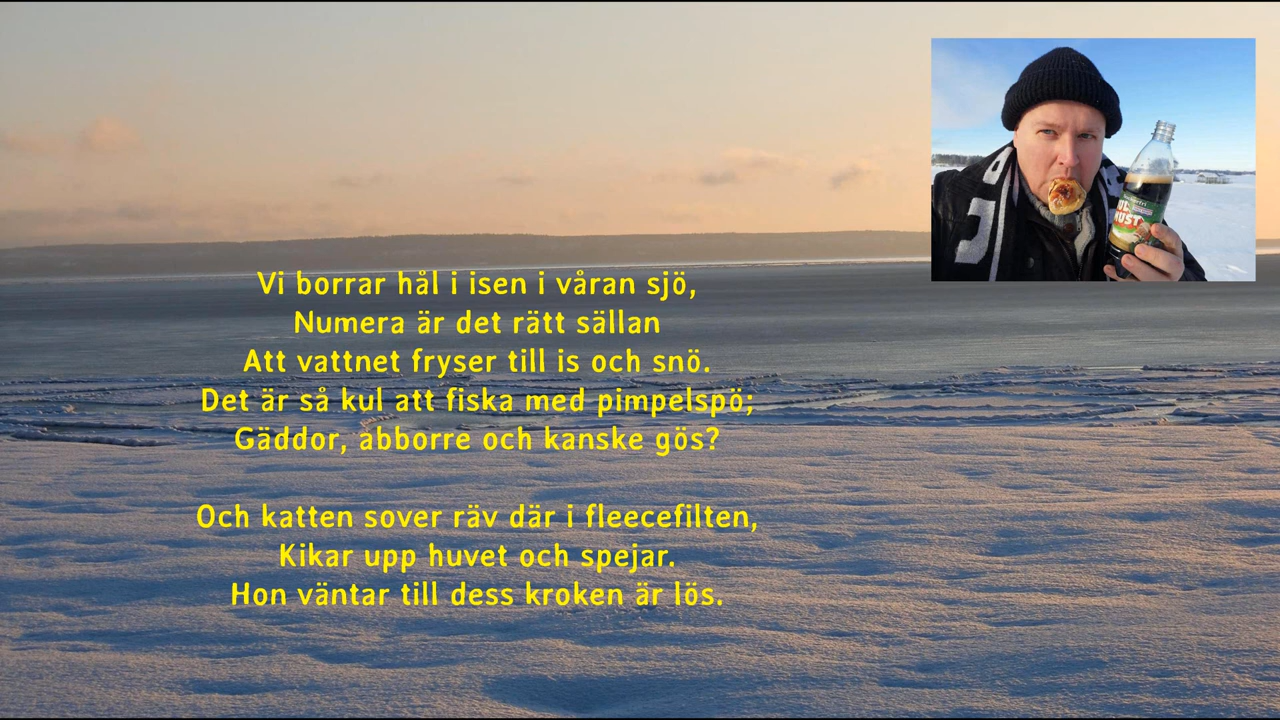 Vi borrar hål i isen i våran sjö,
Numera är det rätt sällan
Att vattnet fryser till is och snö.
Det är så kul att fiska med pimpelspö;
Gäddor, abborre och kanske gös?
Och katten sover räv där i fleecefilten,
Kikar upp huvet och spejar.
Hon väntar till dess kroken är lös.
MUST